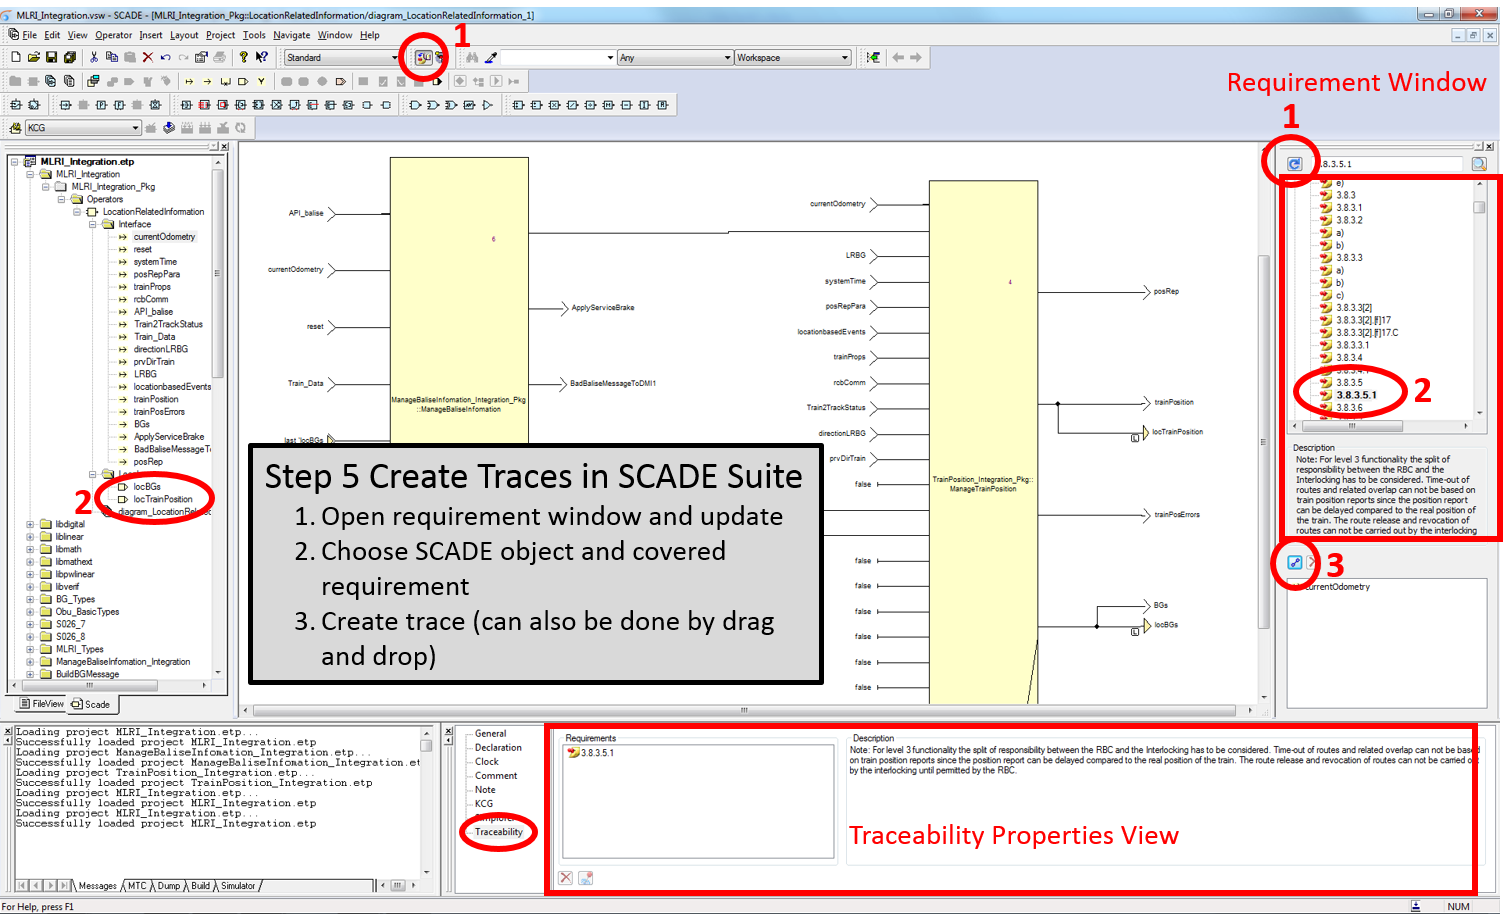 MLRI_Integration.vsw - SCADE - [MLRI_Integration_Pkg::LocationRelatedInformation/diagram_LocationRelatedInformation_1]
File Edit View Operator Insert Layout Project Tools Navigate Window Help
1
Standard
Any
Workspace
KCG
Requirement Window
1
MLRI_Integration.etp
MLRI_Integration
MLRI_Integration_Pkg
Operators
LocationRelatedInformation
Interface
currentOdometry
reset
systemTime
posRepPara
trainProps
rcbComm
API_balise
Train2TrackStatus
Train_Data
directionLRBG
prvDirTrain
LRBG
locationbasedEvents
trainPosition
trainPosErrors
BGs
ApplyServiceBrake
BadBaliseMessageT
posRep
2
locBGs
locTrainPosition
diagram_LocationRelated
libdigital
liblinear
libmath
libmathext
libpwlinear
libverif
BG_Types
Obu_BasicTypes
S026_7
S026_8
MLRI_Types
ManageBaliseInfomation_Integration
BuildBGMessage
FileView
Scade
API_balise
currentOdometry
reset
Train_Data
last 'locBGs
6
ManageBaliseInfomation_Integration_Pkg
::ManageBaliseInfomation
ApplyServiceBrake
BadBaliseMessageToDMI1
currentOdometry
LRBG
systemTime
posRepPara
locationbasedEvents
trainProps
rcbComm
Train2TrackStatus
directionLRBG
prvDirTrain
false
false
false
false
false
false
false
4
TrainPosition_Integration_Pkg::
ManageTrainPosition
posRep
trainPosition
L
locTrainPosition
trainPosErrors
BGs
L
locBGs
Step 5 Create Traces in SCADE Suite
1. Open requirement window and update
2. Choose SCADE object and covered
requirement
3. Create trace (can also be done by drag
and drop)
.8.3.5.1
e)
3.8.3
3.8.3.1
3.8.3.2
a)
b)
3.8.3.3
a)
b)
c)
3.8.3.3[2]
3.8.3.3[2].[f]17
3.8.3.3[2].[f]17.C
3.8.3.3.1
3.8.3.4
3.8.3.4.1
3.8.3.5
3.8.3.5.1
3.8.3.6
2
Description
Note: For level 3 functionality the split of
responsibility between the RBC and the
Interlocking has to be considered. Time-out of
routes and related overlap can not be based on
train position reports since the position report
can be delayed compared to the real position of
the train. The route release and revocation of
routes can not be carried out by the interlocking
3
currentOdometry
Loading project MLRI_Integration.etp...
Successfully loaded project MLRI_Integration.etp
Loading project ManageBaliseInfomation_Integration.etp...
Successfully loaded project ManageBaliseInfomation_Integration.et
Loading project TrainPosition_Integration.etp...
Successfully loaded project TrainPosition_Integration.etp
Loading project MLRI_Integration.etp...
Successfully loaded project MLRI_Integration.etp
Loading project MLRI_Integration.etp...
Successfully loaded project MLRI_Integration.etp
Messages MTC Dump Build Simulator
General
Declaration
Clock
Comment
Note
KCG
Traceability
Requirements
3.8.3.5.1
Description
Note: For level 3 functionality the split of responsibility between the RBC and the Interlocking has to be considered. Time-out of routes and related overlap can not be based
on train position reports since the position report can be delayed compared to the real position of the train. The route release and revocation of routes can not be carried out
by the interlocking until permitted by the RBC.
Traceability Properties View
For Help, press F1
NUM